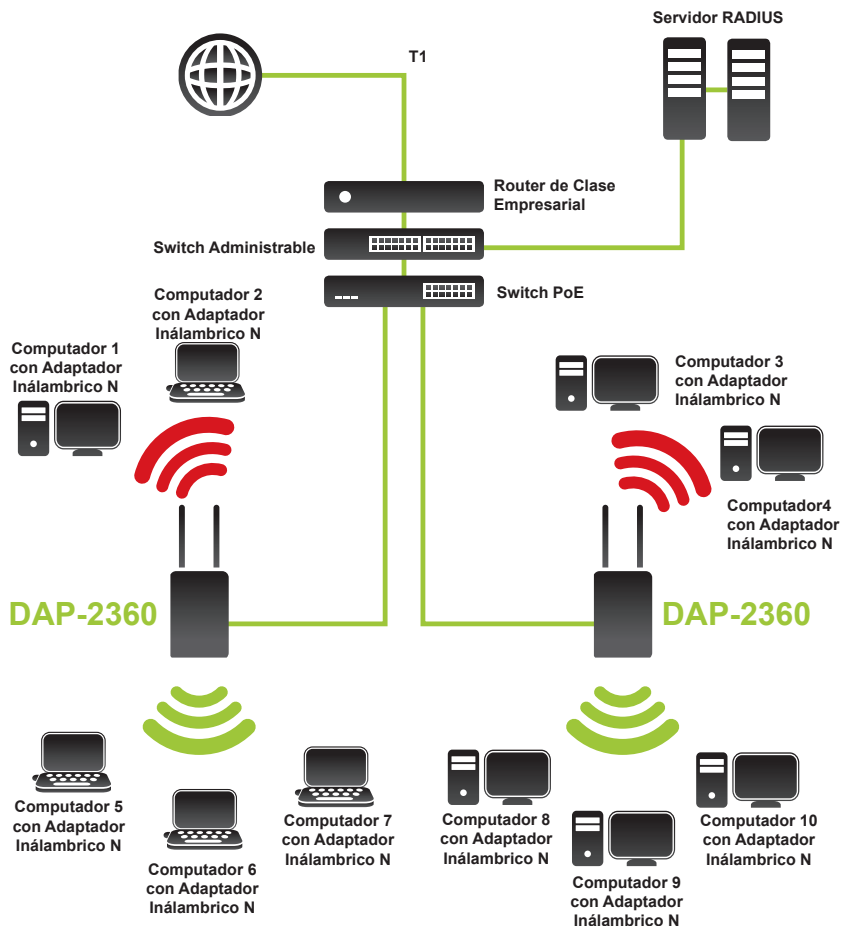 Servidor RADIUS
T1
Router de Clase
Empresarial
Switch Administrable
Switch PoE
Computador 2
con Adaptador
Inálambrico N
Computador 1
con Adaptador
Inálambrico N
Computador 3
con Adaptador
Inálambrico N
Computador4
con Adaptador
Inálambrico N
DAP-2360
DAP-2360
Computador 5
con Adaptador
Inálambrico N
Computador 6
con Adaptador
Inálambrico N
Computador 7
con Adaptador
Inálambrico N
Computador 8
con Adaptador
Inálambrico N
Computador 9
con Adaptador
Inálambrico N
Computador 10
con Adaptador
Inálambrico N